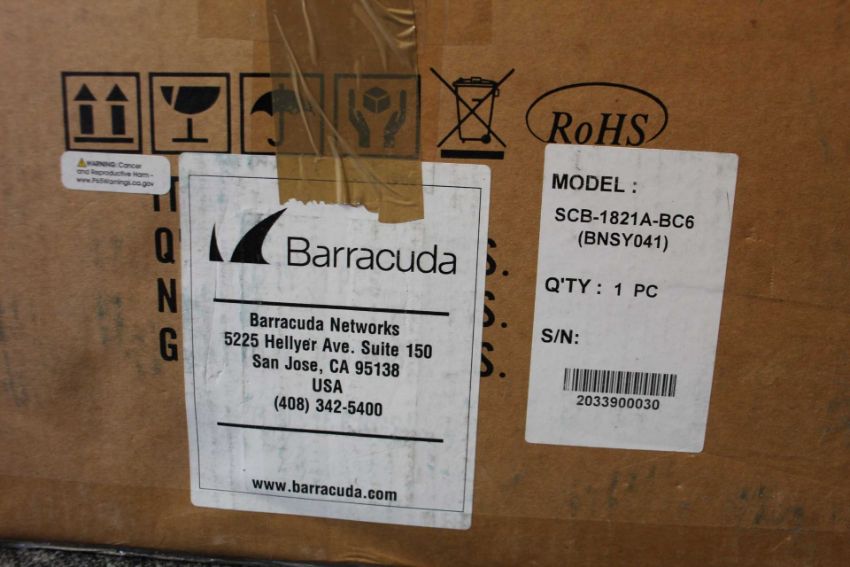 RoHS
WARNING: Cancer
and Reproductive Harm -
www.P65Warnings.ca.gov
Barracuda
Barracuda Networks
5225 Hellyer Ave. Suite 150
San Jose, CA 95138
USA
(408) 342-5400
www.barracuda.com
MODEL :
SCB-1821A-BC6
(BNSY041)
Q'TY : 1 PC
S/N:
2033900030